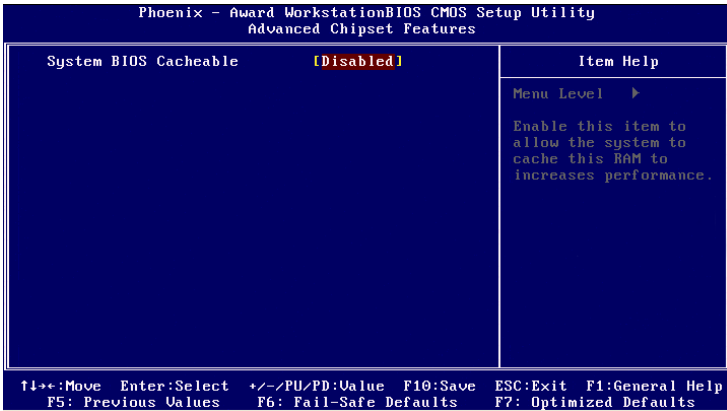 Phoenix - Award WorkstationBIOS CMOS Setup Utility
Advanced Chipset Features
System BIOS Cacheable [Disabled]
Item Help
Menu Level ▶
Enable this item to
allow the system to
cache this RAM to
increases performance.
↑↓→←:Move Enter:Select +/-/PU/PD:Value F10:Save ESC:Exit F1:General Help
F5: Previous Values F6: Fail-Safe Defaults F7: Optimized Defaults